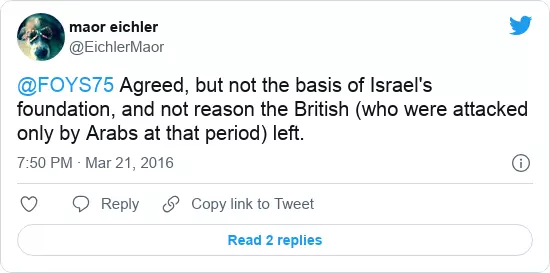 maor eichler
@EichlerMaor
@FOYS75 Agreed, but not the basis of Israel's
foundation, and not reason the British (who were attacked
only by Arabs at that period) left.
7:50 PM · Mar 21, 2016
Reply
Copy link to Tweet
Read 2 replies